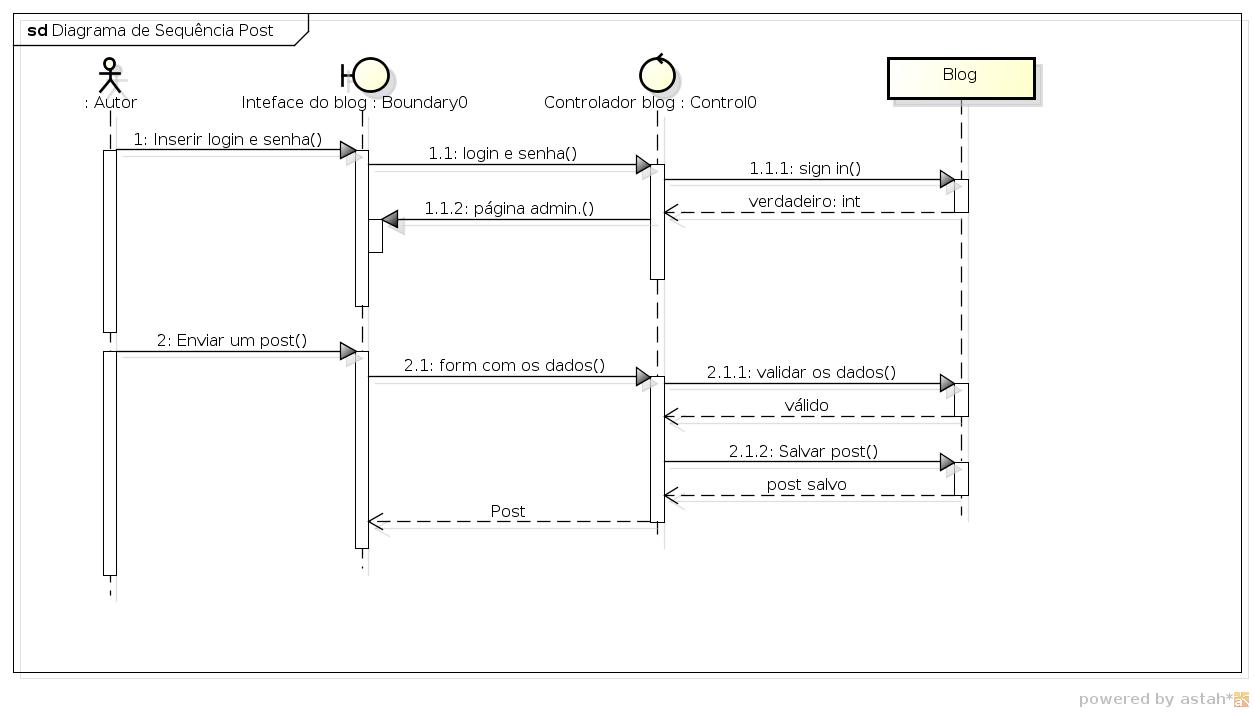 sd Diagrama de Sequência Post
: Autor
Inteface do blog : Boundary0
Controlador blog : Control0
Blog
1: Inserir login e senha()
1.1: login e senha()
1.1.1: sign in()
verdadeiro: int
1.1.2: página admin.()
2: Enviar um post()
2.1: form com os dados()
2.1.1: validar os dados()
válido
2.1.2: Salvar post()
post salvo
Post
powered by astah*